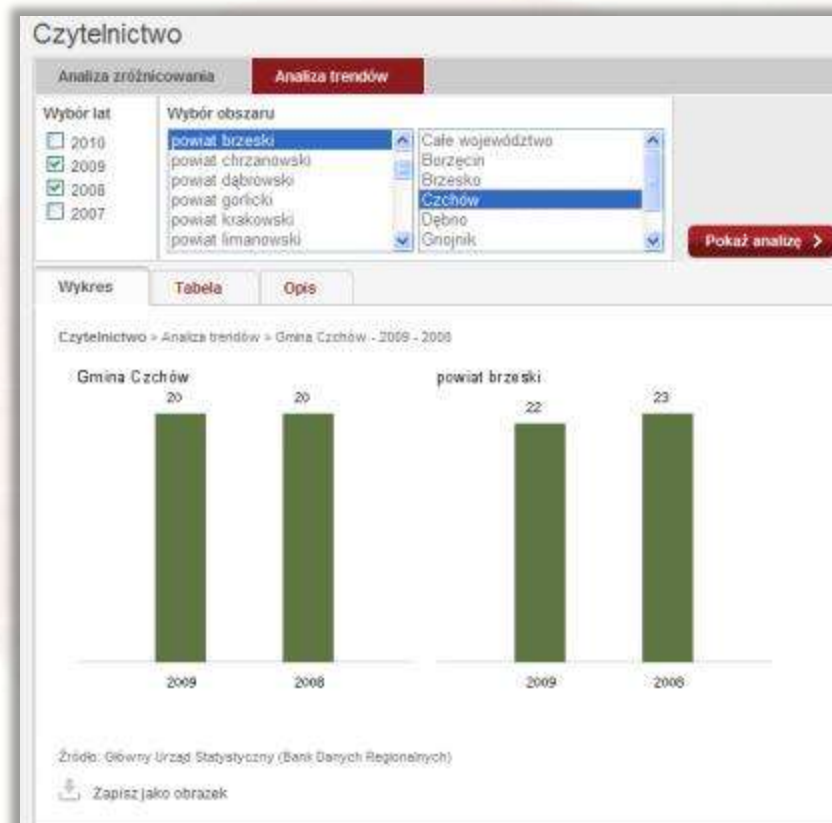 Czytelnictwo
Analiza zróżnicowania Analiza trendów
Wybór lat Wybór obszaru
2010
2009
2008
2007
powiat brzeski
powiat chrzanowski
powiat dąbrowski
powiat gorlicki
powiat krakowski
powiat limanowski
Całe województwo
Borzęcin
Brzesko
Czchów
Dębno
Gnojnik
Pokaż analizę >
Wykres Tabela Opis
Czytelnictwo » Analiza trendów » Gmina Czchów - 2009 - 2008
Gmina Czchów
20 20
2009 2008
powiat brzeski
22 23
2009 2008
Źródło: Główny Urząd Statystyczny (Bank Danych Regionalnych)
Zapisz jako obrazek